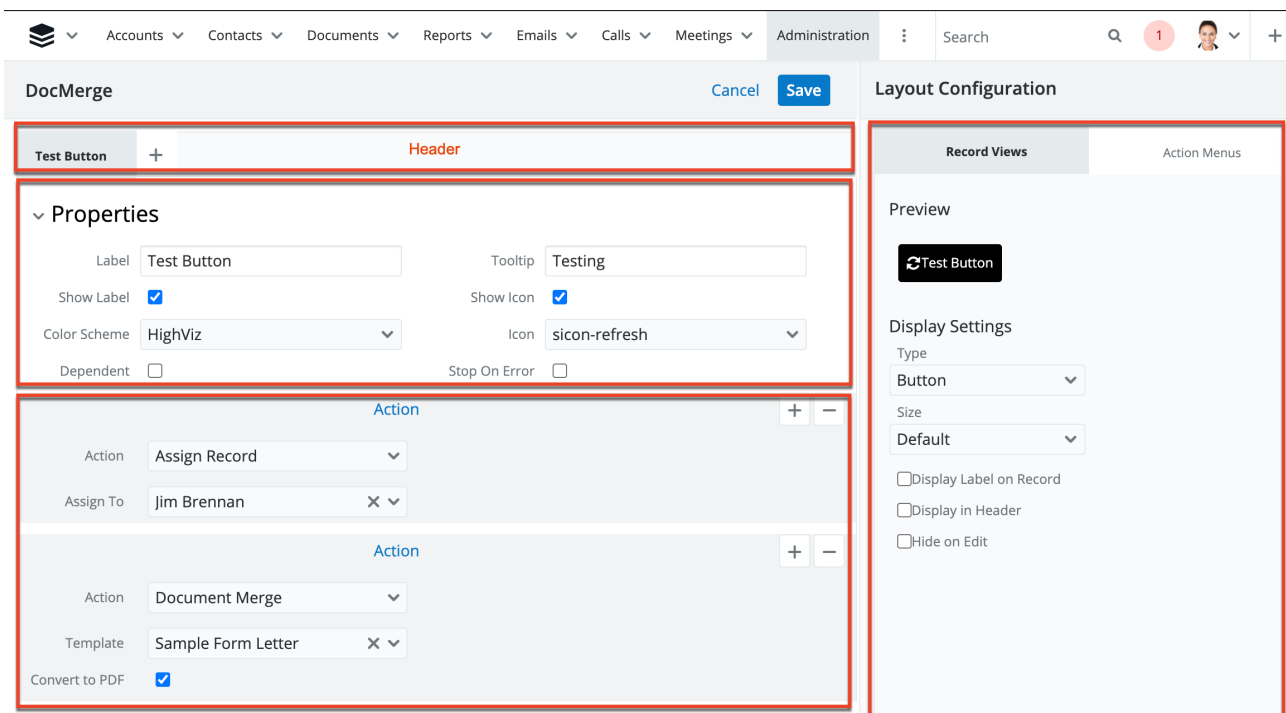 Accounts Contacts Documents Reports Emails Calls Meetings Administration Search 1
DocMerge Cancel Save
Layout Configuration
Test Button + Header
Record Views Action Menus
Properties
Label Test Button Tooltip Testing
Show Label Show Icon
Color Scheme HighViz Icon sicon-refresh
Dependent Stop On Error
Action
Action Assign Record
Assign To Jim Brennan
Action
Action Document Merge
Template Sample Form Letter
Convert to PDF
Preview
Test Button
Display Settings
Type
Button
Size
Default
Display Label on Record
Display in Header
Hide on Edit